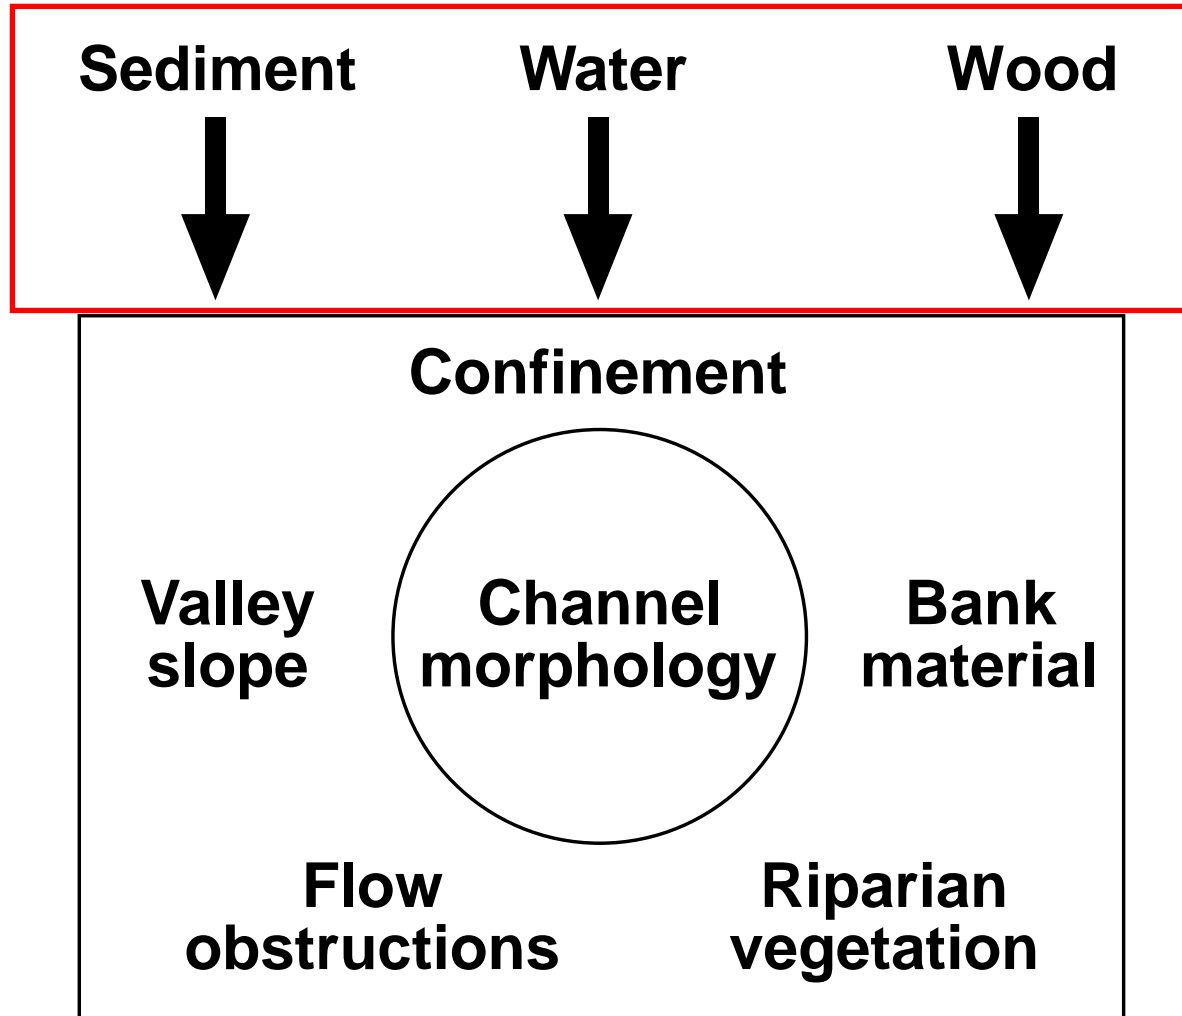 Sediment Water Wood
Confinement
Valley
slope
Channel
morphology
Bank
material
Flow
obstructions
Riparian
vegetation